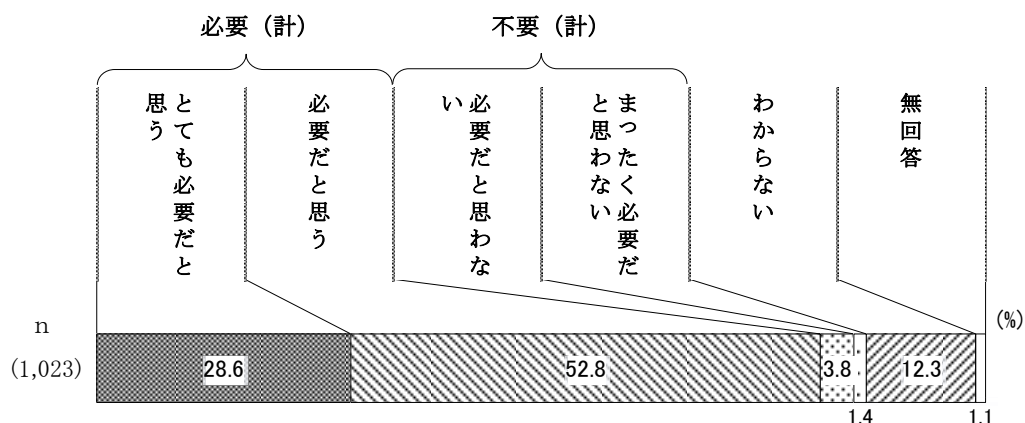 必要（計）
不要（計）
とても必要だと
思う
必要だと思う
必要だと思わな
い
まったく必要だ
と思わない
わからない
無回答
n
(%)
(1,023)
28.6
52.8
3.8
12.3
1.4
1.1